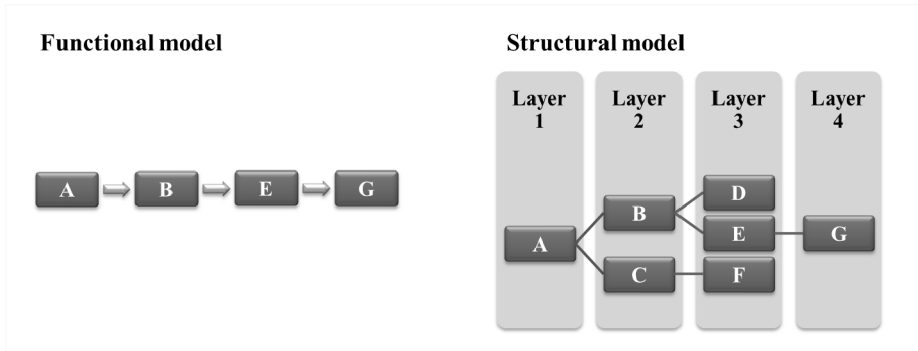 Functional model
A
B
E
G
Structural model
Layer
1
Layer
2
Layer
3
Layer
4
A
B
C
D
E
F
G